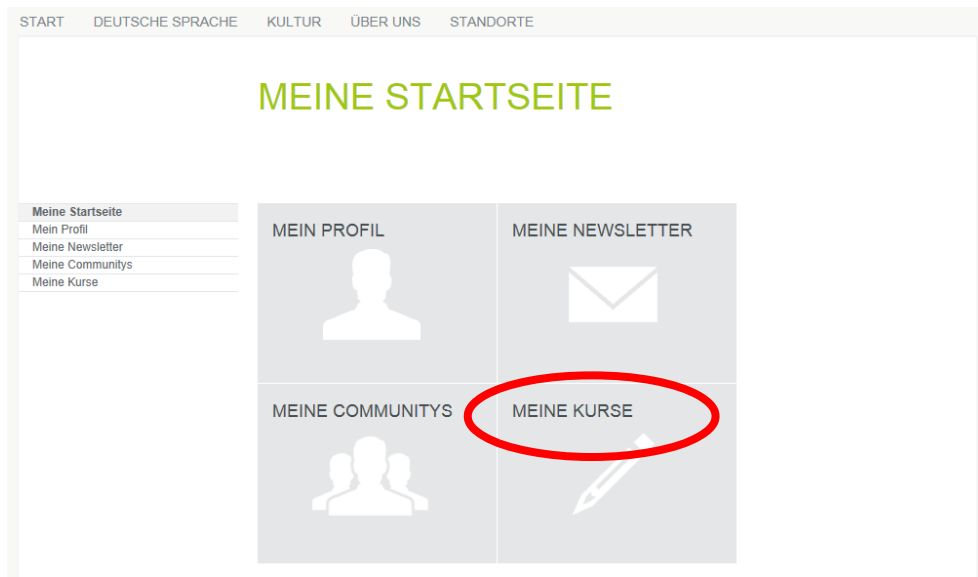 START DEUTSCHE SPRACHE KULTUR ÜBER UNS STANDORTE
MEINE STARTSEITE
Meine Startseite
Mein Profil
Meine Newsletter
Meine Communitys
Meine Kurse
MEIN PROFIL
MEINE NEWSLETTER
MEINE COMMUNITYS
MEINE KURSE